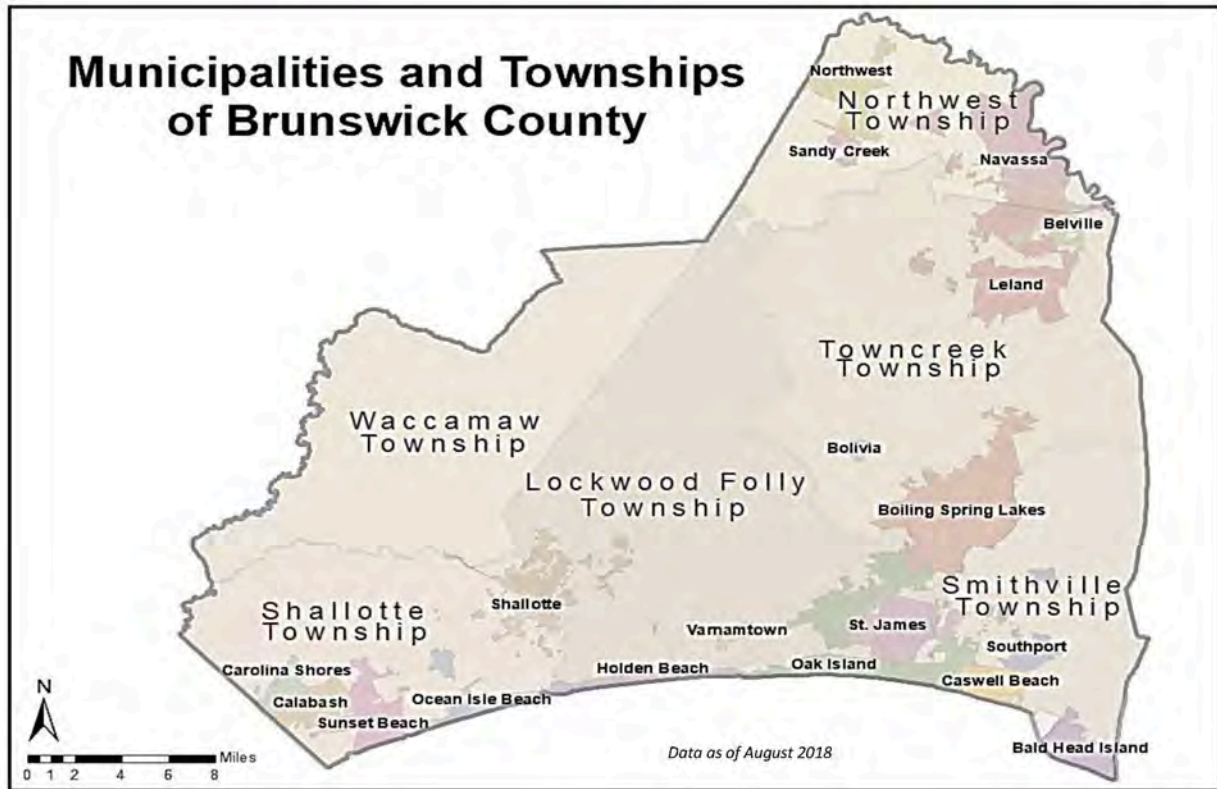 Municipalities and Townships
of Brunswick County
Northwest
Northwest
Township
Sandy Creek
Navassa
Belville
Leland
Towncreek
Township
Waccamaw
Township
Bolivia
Lockwood Folly
Township
Boiling Spring Lakes
Smithville
Township
Shallotte
Shallotte
Township
St. James
Varnamtown
Southport
Carolina Shores
Holden Beach
Oak Island
Caswell Beach
Calabash
Ocean Isle Beach
Sunset Beach
Bald Head Island
N
Miles
0 1 2 4 6 8
Data as of August 2018